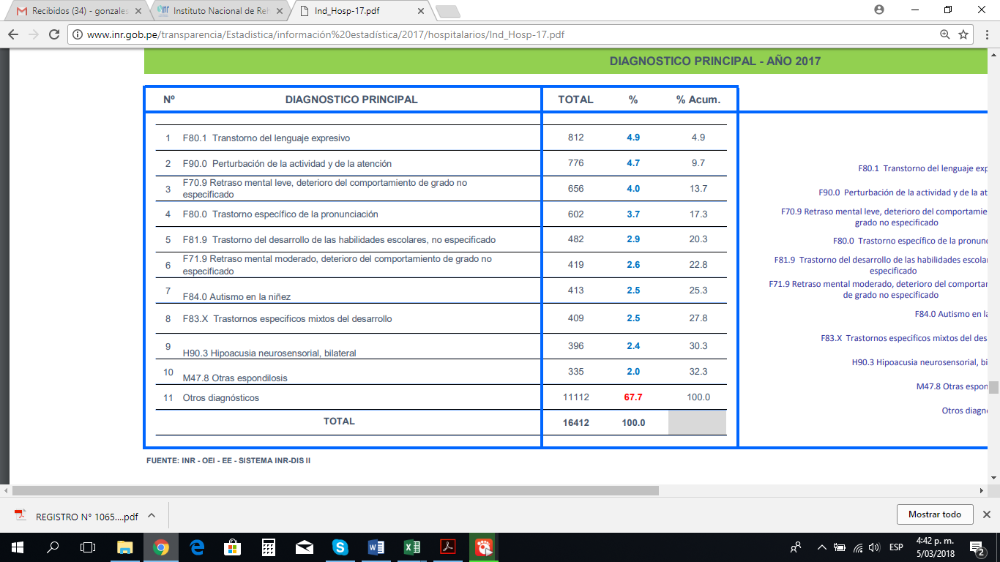 Recibidos (34) - gonzales
Instituto Nacional de Reh
Ind_Hosp-17.pdf
www.inr.gob.pe/transparencia/Estadistica/información%20estadística/2017/hospitalarios/Ind_Hosp-17.pdf
DIAGNOSTICO PRINCIPAL - AÑO 2017
Nº DIAGNOSTICO PRINCIPAL TOTAL % % Acum.
1 F80.1 Transtorno del lenguaje expresivo 812 4.9 4.9
2 F90.0 Perturbación de la actividad y de la atención 776 4.7 9.7
3 F70.9 Retraso mental leve, deterioro del comportamiento de grado no
especificado 656 4.0 13.7
4 F80.0 Trastorno específico de la pronunciación 602 3.7 17.3
5 F81.9 Trastorno del desarrollo de las habilidades escolares, no especificado 482 2.9 20.3
6 F71.9 Retraso mental moderado, deterioro del comportamiento de grado no
especificado 419 2.6 22.8
7 F84.0 Autismo en la niñez 413 2.5 25.3
8 F83.X Trastornos especificos mixtos del desarrollo 409 2.5 27.8
9 H90.3 Hipoacusia neurosensorial, bilateral 396 2.4 30.3
10 M47.8 Otras espondilosis 335 2.0 32.3
11 Otros diagnósticos 11112 67.7 100.0
TOTAL 16412 100.0
FUENTE: INR - OEI - EE - SISTEMA INR-DIS II
F80.1 Transtorno del lenguaje exp
F90.0 Perturbación de la actividad y de la at
F70.9 Retraso mental leve, deterioro del comportamie
grado no especificado
F80.0 Trastorno específico de la pronunc
F81.9 Trastorno del desarrollo de las habilidades escola
especificado
F71.9 Retraso mental moderado, deterioro del comportar
de grado no especificado
F84.0 Autismo en la
F83.X Trastornos especificos mixtos del des
H90.3 Hipoacusia neurosensorial, bi
M47.8 Otras espon
Otros diagn
REGISTRO N° 1065....pdf
Mostrar todo
ESP
4:42 p. m.
5/03/2018
2